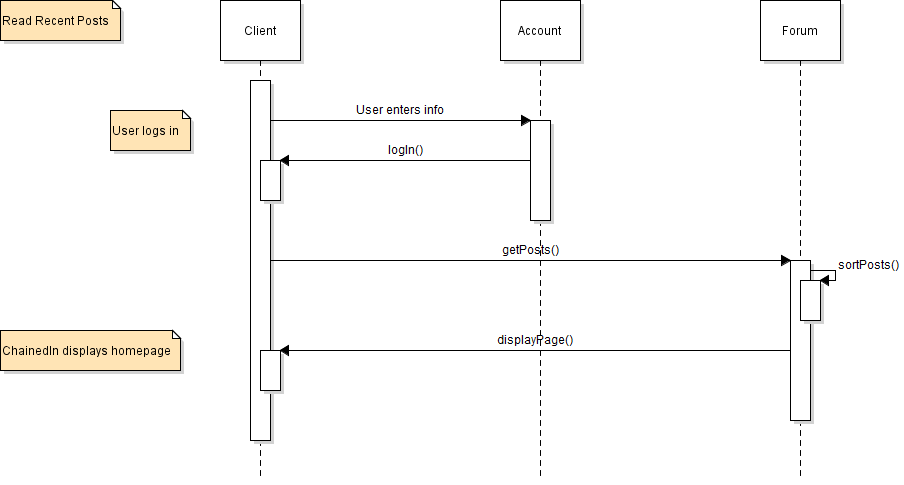 Read Recent Posts
Client
Account
Forum
User enters info
User logs in
logIn()
getPosts()
sortPosts()
displayPage()
ChainedIn displays homepage